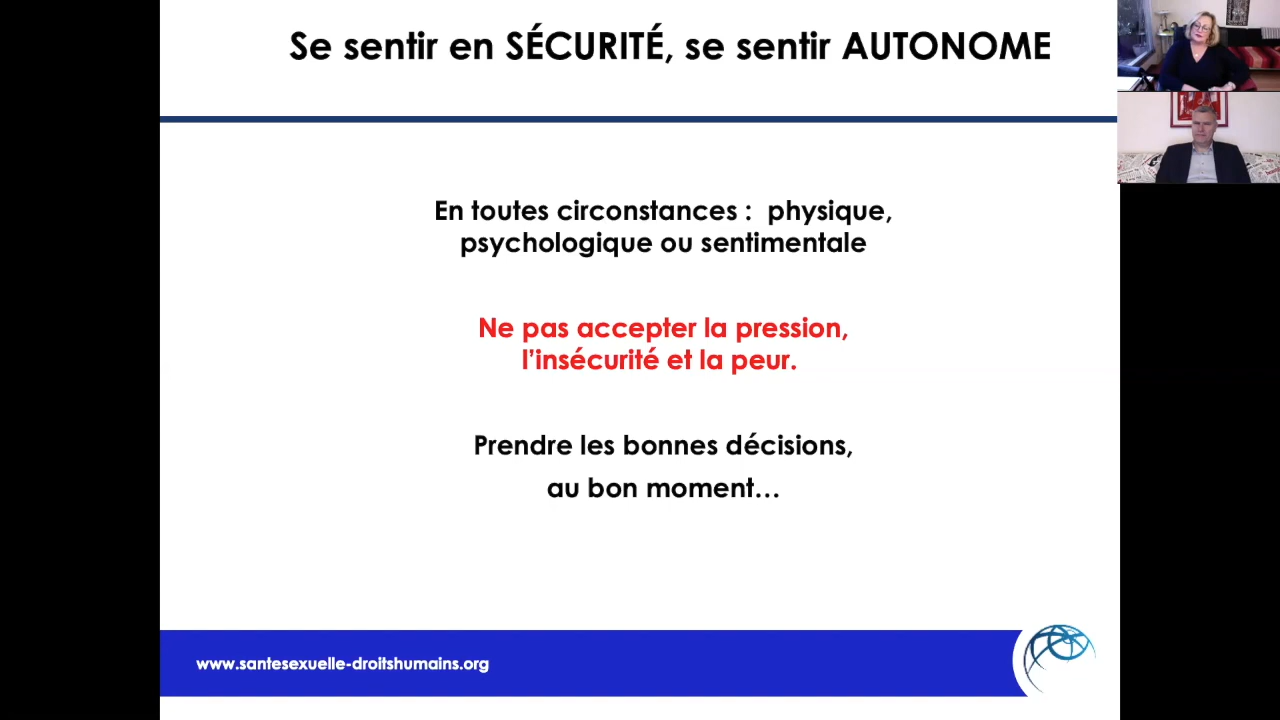 Se sentir en SÉCURITÉ, se sentir AUTONOME
En toutes circonstances :  physique,
psychologique ou sentimentale
Ne pas accepter la pression,
l’insécurité et la peur.
Prendre les bonnes décisions,
au bon moment…
www.santesexuelle-droitshumains.org